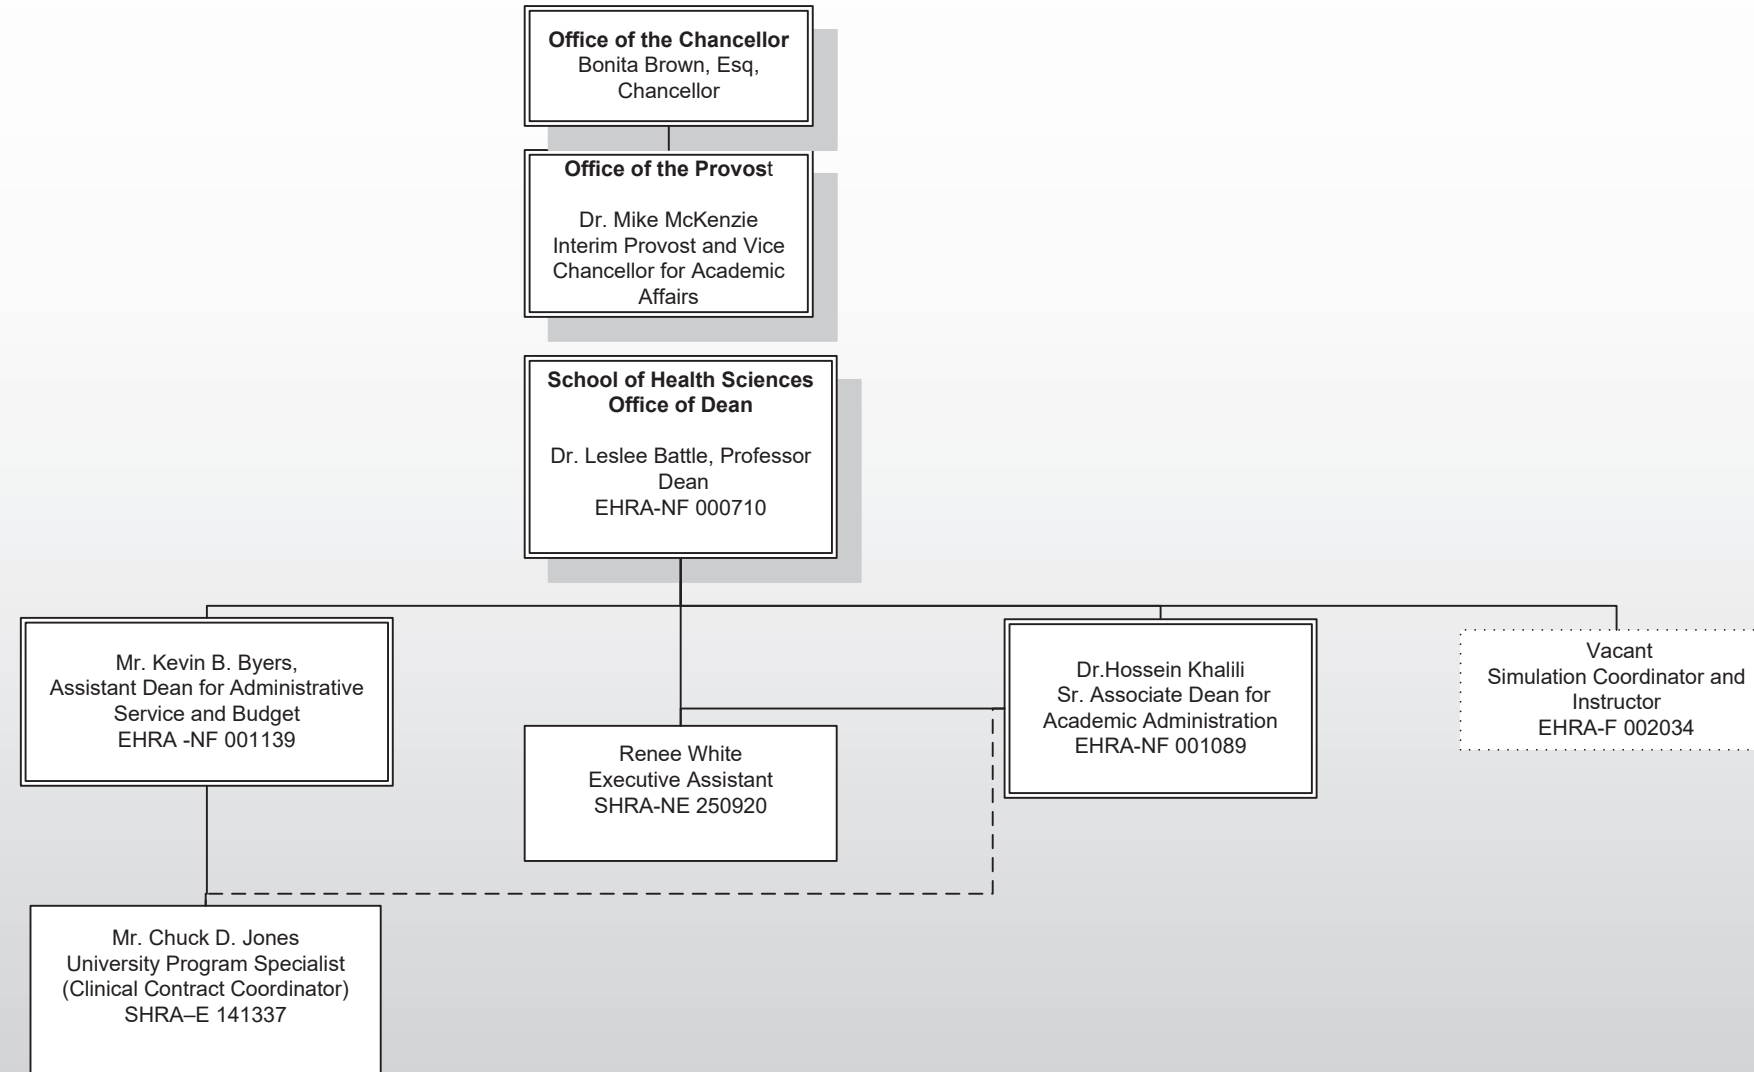 Office of the Chancellor
Bonita Brown, Esq,
Chancellor
Office of the Provost
Dr. Mike McKenzie
Interim Provost and Vice
Chancellor for Academic
Affairs
School of Health Sciences
Office of Dean
Dr. Leslee Battle, Professor
Dean
EHRA-NF 000710
Mr. Kevin B. Byers,
Assistant Dean for Administrative
Service and Budget
EHRA -NF 001139
Renee White
Executive Assistant
SHRA-NE 250920
Dr.Hossein Khalili
Sr. Associate Dean for
Academic Administration
EHRA-NF 001089
Vacant
Simulation Coordinator and
Instructor
EHRA-F 002034
Mr. Chuck D. Jones
University Program Specialist
(Clinical Contract Coordinator)
SHRA–E 141337